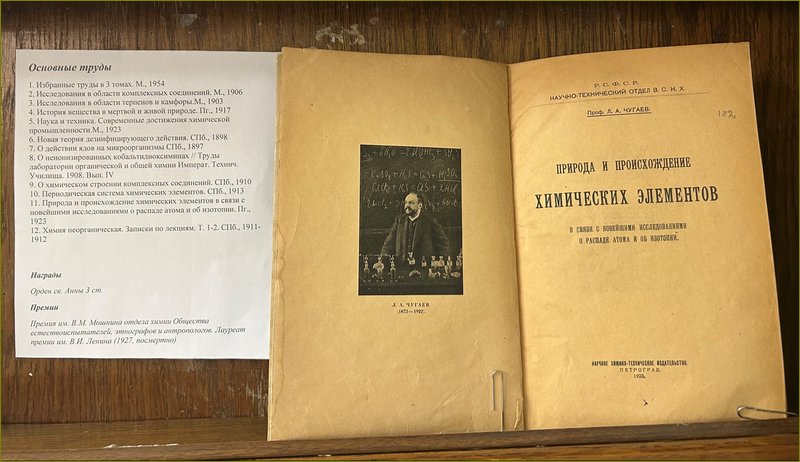 Основные труды
1. Избранные труды в 3 томах. М., 1954
2. Исследования в области комплексных соединений. М., 1906
3. Исследования в области терпенов и камфоры.М., 1903
4. История вещества в мертвой и живой природе. Пг., 1917
5. Наука и техника. Современные достижения химической
промышленности.М., 1923
6. Новая теория дезинфицирующего действия. СПб., 1898
7. О действии ядов на микроорганизмы СПб., 1897
8. О неионизированных кобальтидиоксиминах // Труды
лаборатории органической и общей химии Императ. Технич.
Училища. 1908. Вып. IV
9. О химическом строении комплексных соединений. СПб., 1910
10. Периодическая система химических элементов. СПб., 1913
11. Природа и происхождение химических элементов в связи с
новейшими исследованиями о распаде атома и об изотопии. Пг.,
1923
12. Химия неорганическая. Записки по лекциям. Т. 1-2. СПб., 1911-
1912
Награды
Орден св. Анны 3 ст.
Премии
Премия им. В.М. Мошнина отдела химии Общества
естествоиспытателей, этнографов и антропологов. Лауреат
премии им. В.И. Ленина (1927, посмертно)
Л. А. ЧУГАЕВ.
(1873—1922).
Р. С. Ф. С. Р.
НАУЧНО-ТЕХНИЧЕСКИЙ ОТДЕЛ В. С. Н. Х.
Проф. Л. А. ЧУГАЕВ.
ПРИРОДА И ПРОИСХОЖДЕНИЕ
ХИМИЧЕСКИХ ЭЛЕМЕНТОВ
В СВЯЗИ С НОВЕЙШИМИ ИССЛЕДОВАНИЯМИ
О РАСПАДЕ АТОМА И ОБ ИЗОТОПИИ.
НАУЧНОЕ ХИМИКО-ТЕХНИЧЕСКОЕ ИЗДАТЕЛЬСТВО.
ПЕТРОГРАД.
1923.